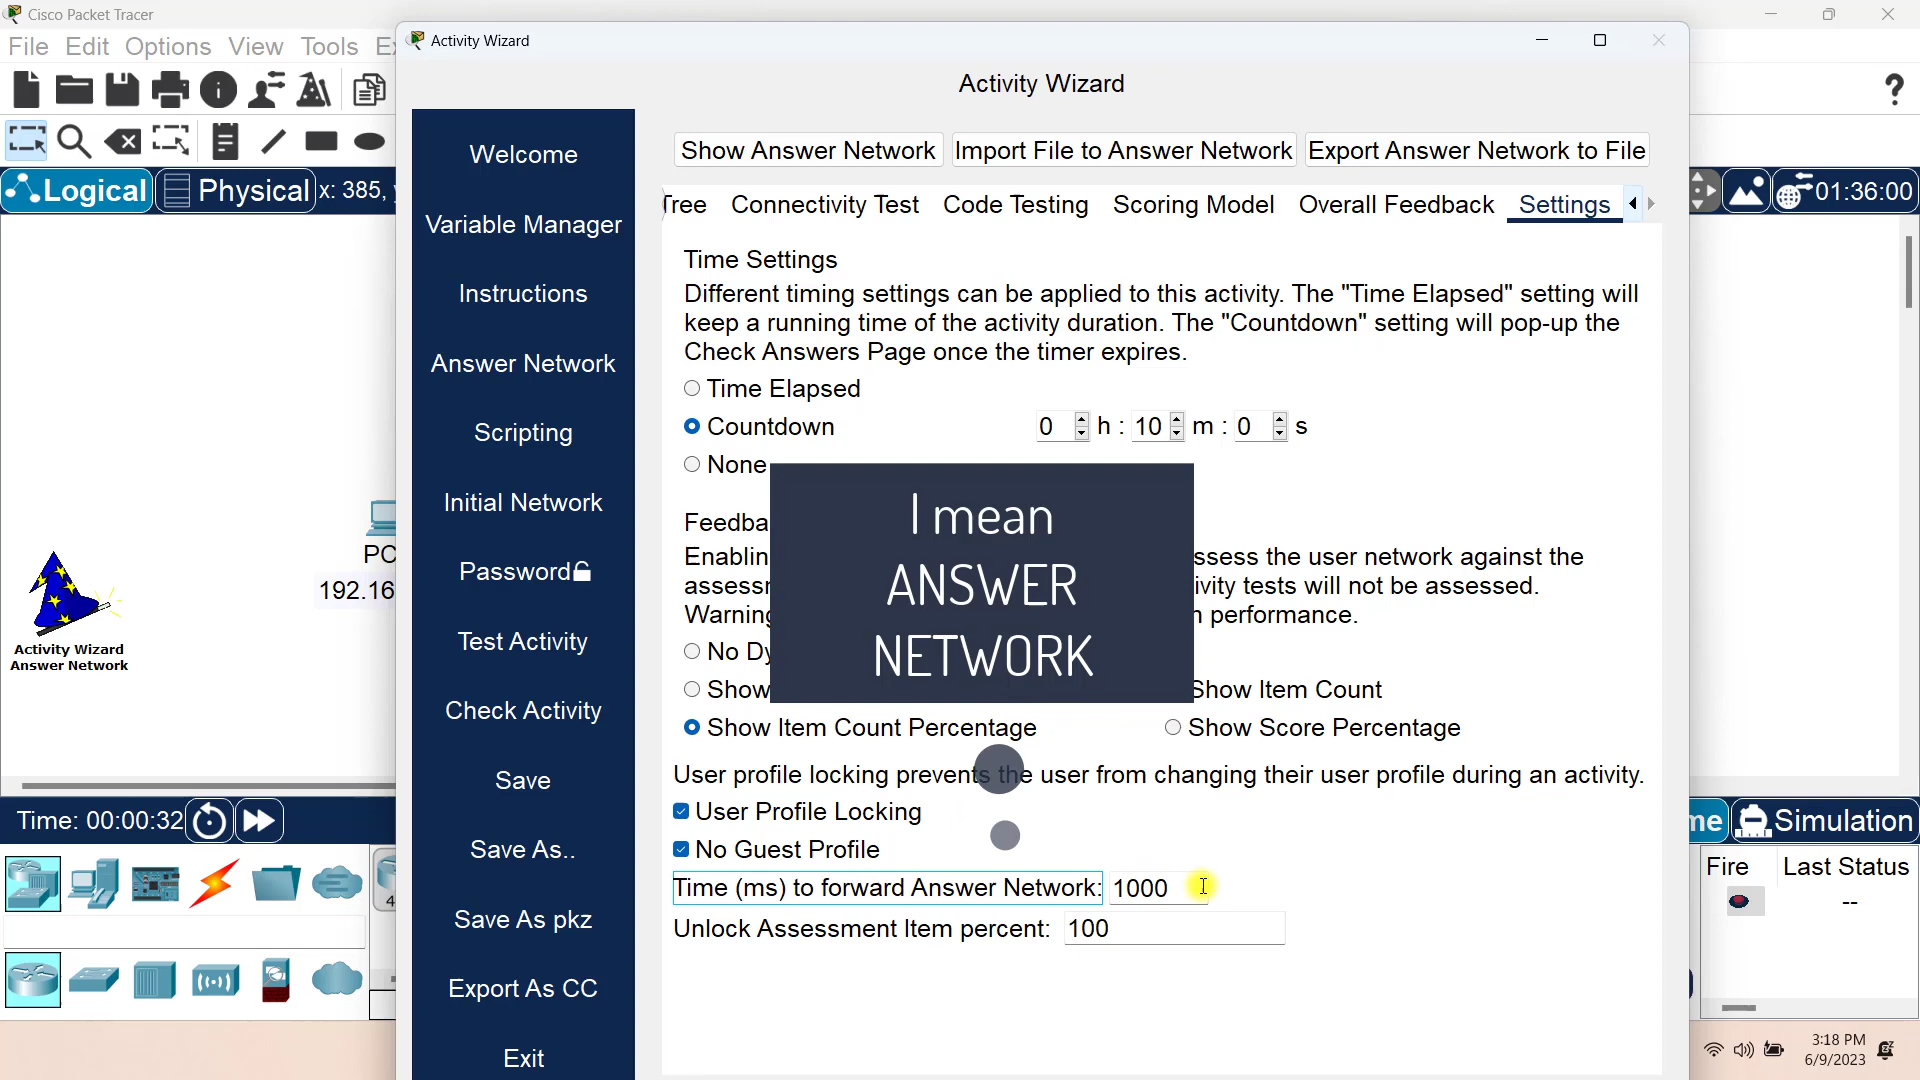 Cisco Packet Tracer
File Edit Options View Tools
Activity Wizard
Activity Wizard
Show Answer Network Import File to Answer Network Export Answer Network to File
Logical Physical x: 385,
01:36:00
Tree Connectivity Test Code Testing Scoring Model Overall Feedback Settings
Welcome
Variable Manager
Instructions
Answer Network
Scripting
Initial Network
Password
Test Activity
Check Activity
Save
Save As..
Save As pkz
Export As CC
Exit
Time Settings
Different timing settings can be applied to this activity. The "Time Elapsed" setting will
keep a running time of the activity duration. The "Countdown" setting will pop-up the
Check Answers Page once the timer expires.
Time Elapsed
Countdown 0 h : 10 m : 0 s
None
I mean
ANSWER
NETWORK
Feedba
Enablin ssess the user network against the
assessm ivity tests will not be assessed.
Warning performance.
No Dy
Show Show Item Count
Show Item Count Percentage Show Score Percentage
User profile locking prevents the user from changing their user profile during an activity.
User Profile Locking
No Guest Profile
Time (ms) to forward Answer Network: 1000
Unlock Assessment Item percent: 100
PC
192.16
Activity Wizard
Answer Network
Time: 00:00:32
me Simulation
Fire Last Status
--
4
3:18 PM
6/9/2023